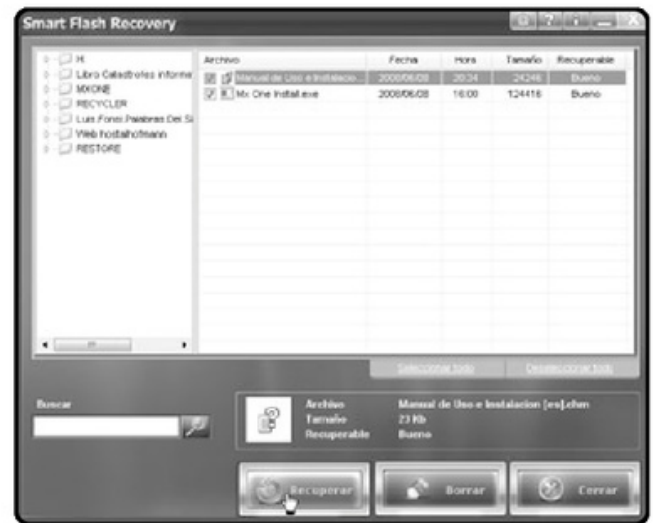 Smart Flash Recovery
H:
Libro Catastrofes informa
MXONE
RECYCLER
Luis Fonsi Palabras Del Si
Web hostalhofmann
RESTORE
Archivo Fecha Hora Tamaño Recuperable
Manual de Uso e Instalacio... 2008/06/08 20:34 24246 Bueno
Mx One Install.exe 2008/06/08 16:00 124416 Bueno
Seleccionar todo Deseleccionar todo
Buscar
Archivo Manual de Uso e Instalacion [es].chm
Tamaño 23 Kb
Recuperable Bueno
Recuperar Borrar Cerrar